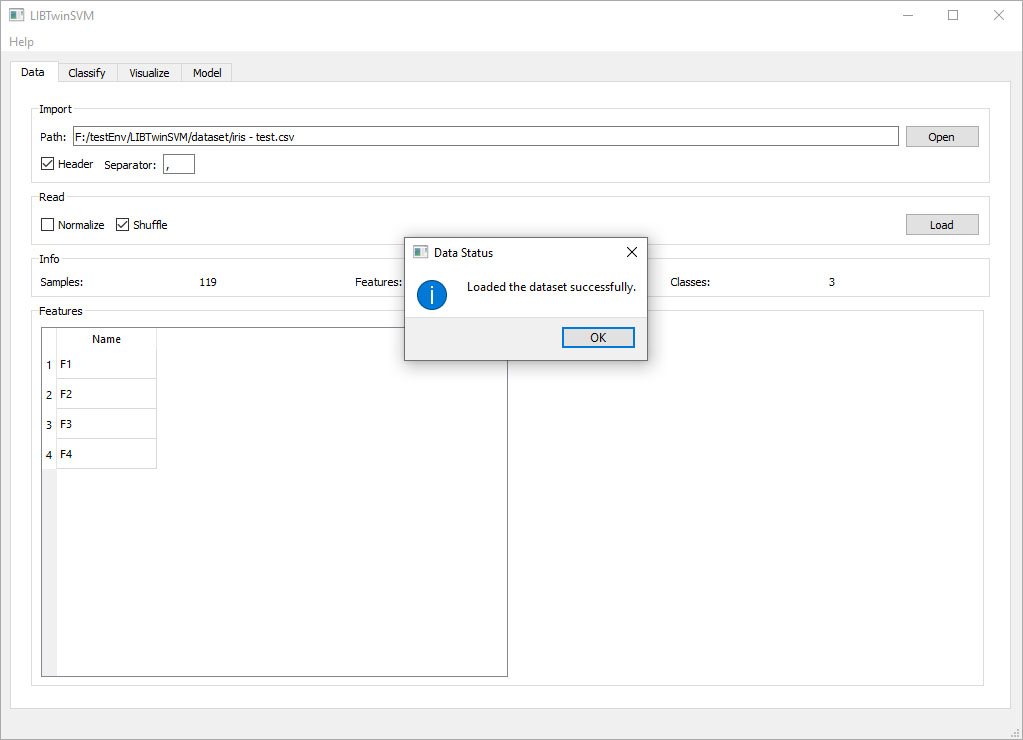 LIBTwinSVM
Help
Data Classify Visualize Model
Import
Path: F:/testEnv/LIBTwinSVM/dataset/iris - test.csv Open
Header Separator: ,
Read
Normalize Shuffle Load
Data Status
Info
Samples: 119 Features: Classes: 3
Loaded the dataset successfully.
OK
Features
Name
1 F1
2 F2
3 F3
4 F4